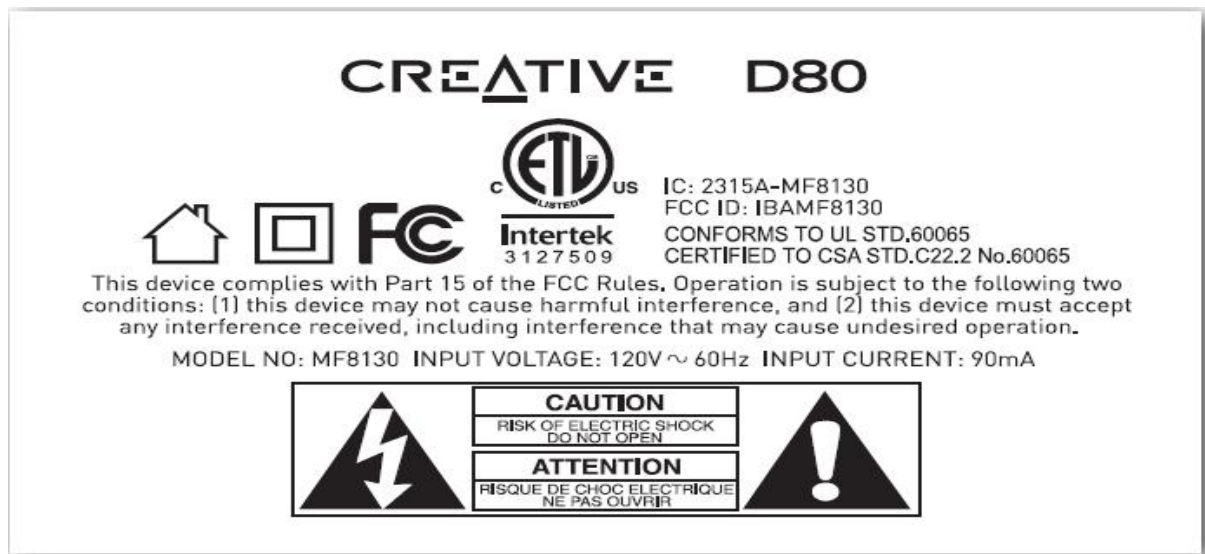 CREATIVE D80
ETL CM
LISTED
C US
Intertek
3127509
FC
IC: 2315A-MF8130
FCC ID: IBAMF8130
CONFORMS TO UL STD.60065
CERTIFIED TO CSA STD.C22.2 No.60065
This device complies with Part 15 of the FCC Rules. Operation is subject to the following two
conditions: (1) this device may not cause harmful interference, and (2) this device must accept
any interference received, including interference that may cause undesired operation.
MODEL NO: MF8130 INPUT VOLTAGE: 120V ~ 60Hz INPUT CURRENT: 90mA
CAUTION
RISK OF ELECTRIC SHOCK
DO NOT OPEN
ATTENTION
RISQUE DE CHOC ELECTRIQUE
NE PAS OUVRIR